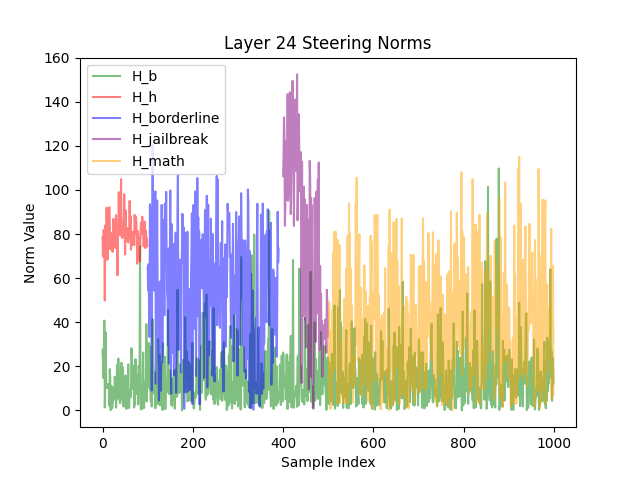 Layer 24 Steering Norms
160
140
120
100
80
60
40
20
0
Norm Value
H_b
H_h
H_borderline
H_jailbreak
H_math
0 200 400 600 800 1000
Sample Index